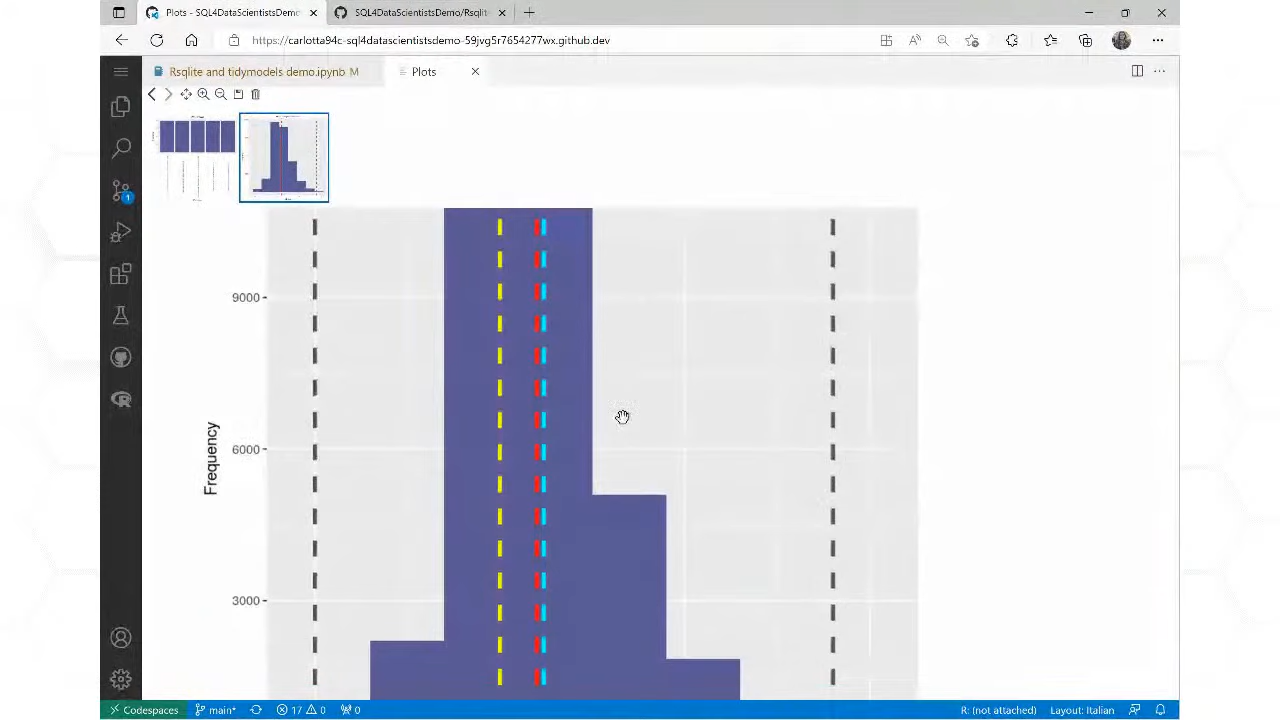 Plots - SQL4DataScientistsDemo
SQL4DataScientistsDemo/Rsqlit
https://carlotta94c-sql4datascientistsdemo-59jvg5r7654277wx.github.dev
Rsqlite and tidymodels demo.ipynb M
Plots
1
9000
6000
3000
Frequency
Codespaces
main*
17
0
0
R: (not attached)
Layout: Italian